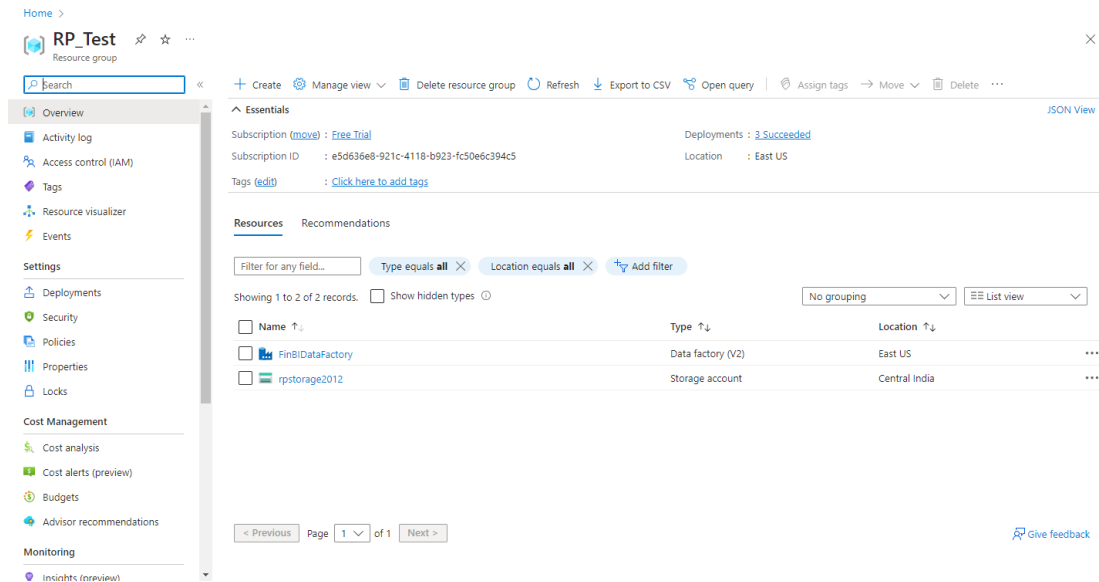 Home >
RP_Test
Resource group
Search
«
Overview
Activity log
Access control (IAM)
Tags
Resource visualizer
Events
Settings
Deployments
Security
Policies
Properties
Locks
Cost Management
Cost analysis
Cost alerts (preview)
Budgets
Advisor recommendations
Monitoring
Insights (preview)
Create Manage view Delete resource group Refresh Export to CSV Open query Assign tags Move Delete ...
Essentials JSON View
Subscription (move) : Free Trial Deployments : 3 Succeeded
Subscription ID : e5d636e8-921c-4118-b923-fc50e6c394c5 Location : East US
Tags (edit) : Click here to add tags
Resources Recommendations
Filter for any field... Type equals all Location equals all Add filter
Showing 1 to 2 of 2 records. Show hidden types No grouping List view
Name ↑↓ Type ↑↓ Location ↑↓
FinBIDataFactory Data factory (V2) East US ...
rpstorage2012 Storage account Central India ...
< Previous Page 1 of 1 Next > Give feedback